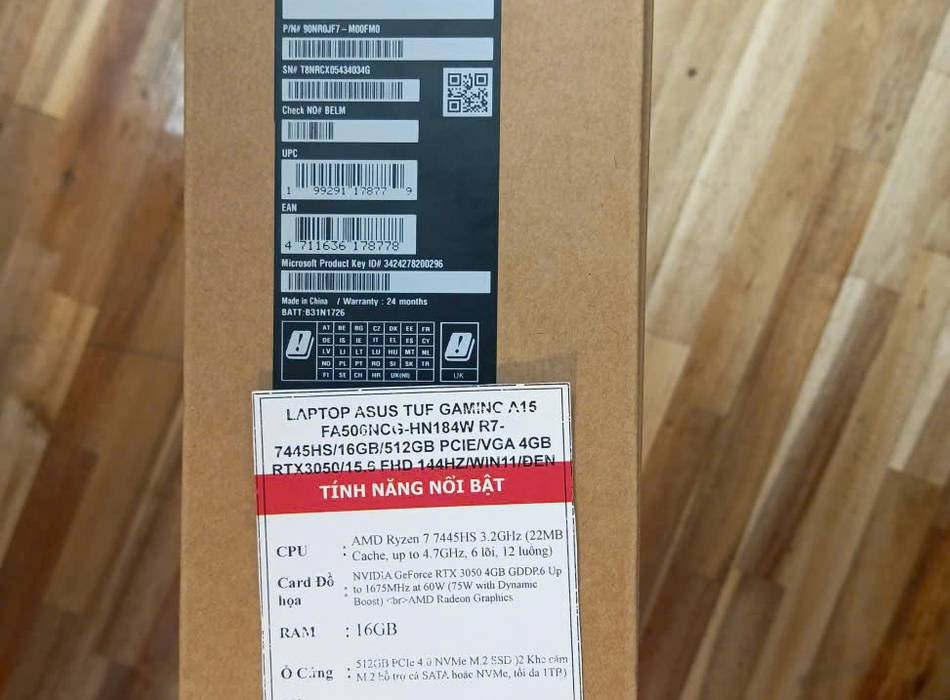 P/N# 90NR0JF7-M00FM0
SN# T8NRCX05434034G
Check NO# BELM
UPC
1 99291 17877 9
EAN
4 711636 178778
Microsoft Product Key ID# 3424278200296
Made in China / Warranty : 24 months
BATT:B31N1726
AT BE BG CZ DK EE FR
DE IS IE IT EL ES CY
LV LI LT LU HU MT NL
NO PL PT RO SI SK TR
FI SE CH HR UK(NI)
UK
LAPTOP ASUS TUF GAMING A15
FA506NCG-HN184W R7-
7445HS/16GB/512GB PCIE/VGA 4GB
RTX3050/15.6 FHD 144HZ/WIN11/ĐEN
TÍNH NĂNG NỔI BẬT
CPU : AMD Ryzen 7 7445HS 3.2GHz (22MB
Cache, up to 4.7GHz, 6 lõi, 12 luồng)
Card Đồ họa : NVIDIA GeForce RTX 3050 4GB GDDR6 Up
to 1675MHz at 60W (75W with Dynamic
Boost) <br>AMD Radeon Graphics
RAM : 16GB
Ổ Cứng : 512GB PCIe 4.0 NVMe M.2 SSD )2 Khe cắm
M.2 hỗ trợ cả SATA hoặc NVMe, tối đa 1TB)